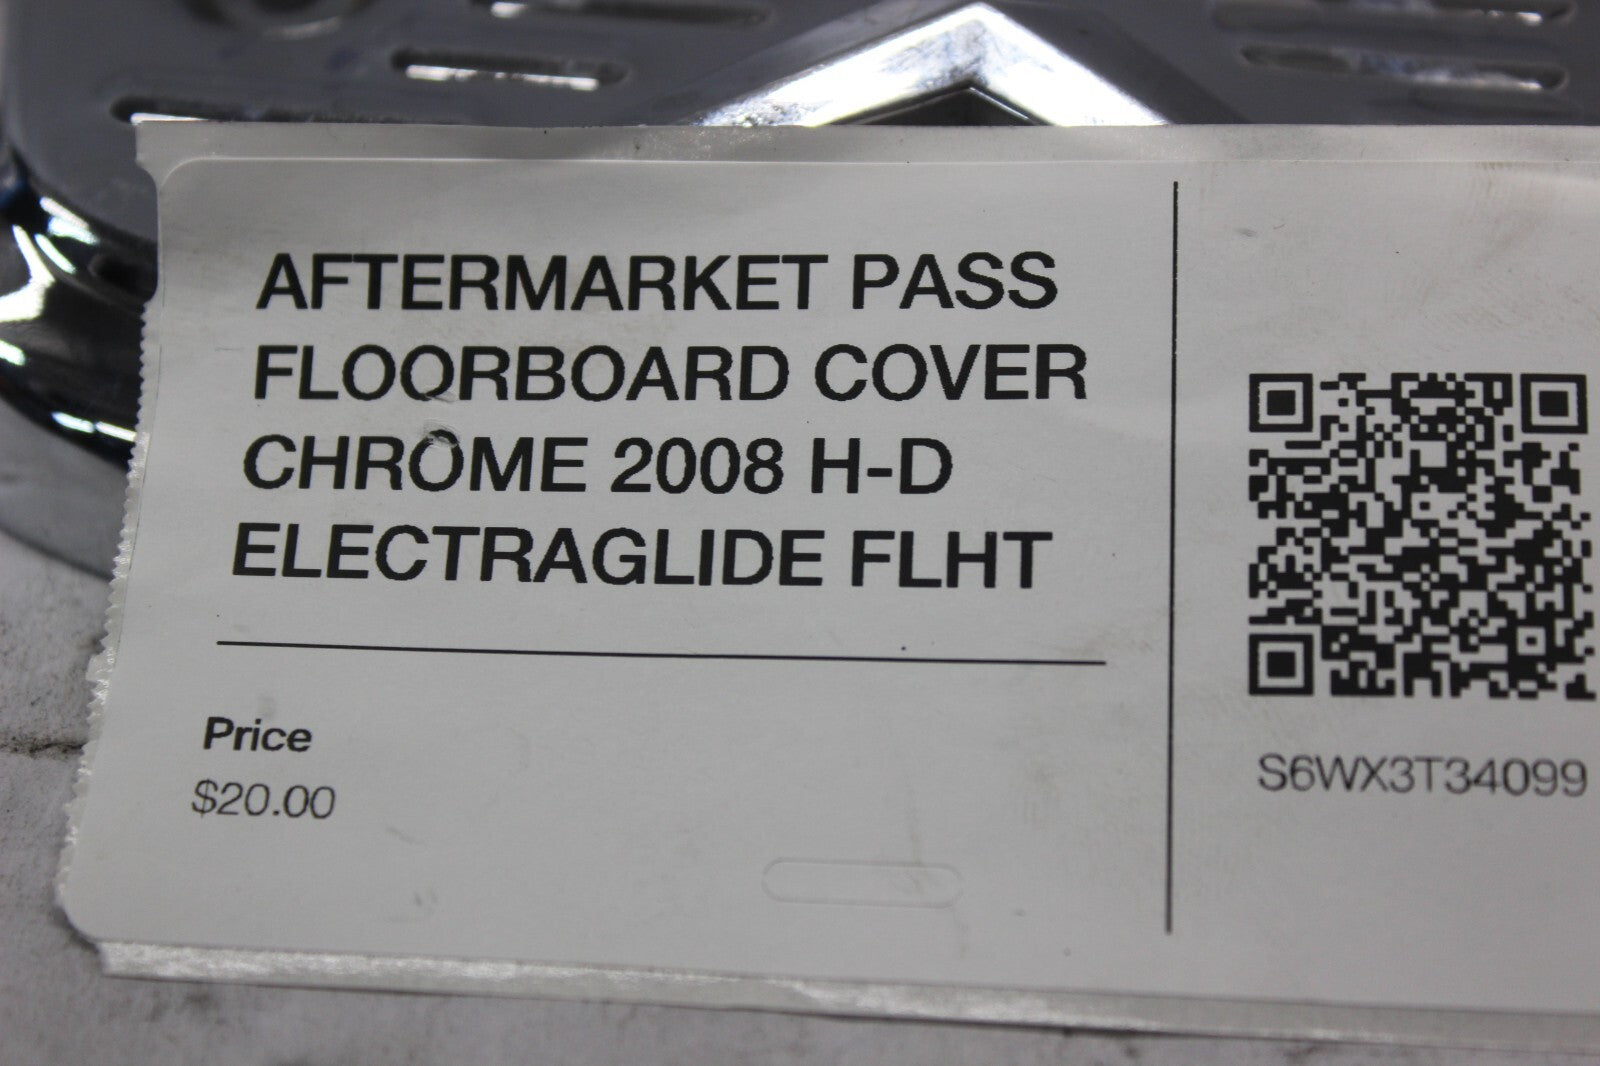 AFTERMARKET PASS
FLOORBOARD COVER
CHROME 2008 H-D
ELECTRAGLIDE FLHT
Price
$20.00
S6WX3T34099